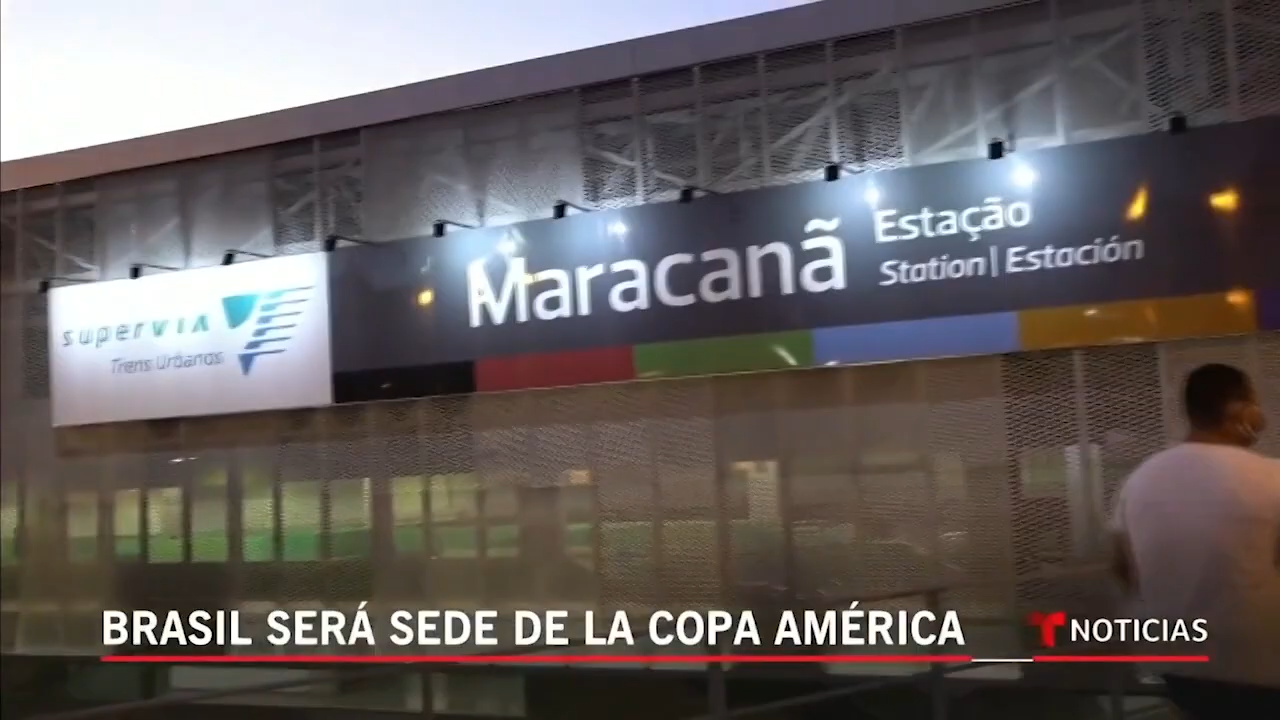 supervia
Trens Urbanos
Maracanã
Estação
Station | Estación
BRASIL SERÁ SEDE DE LA COPA AMÉRICA
NOTICIAS